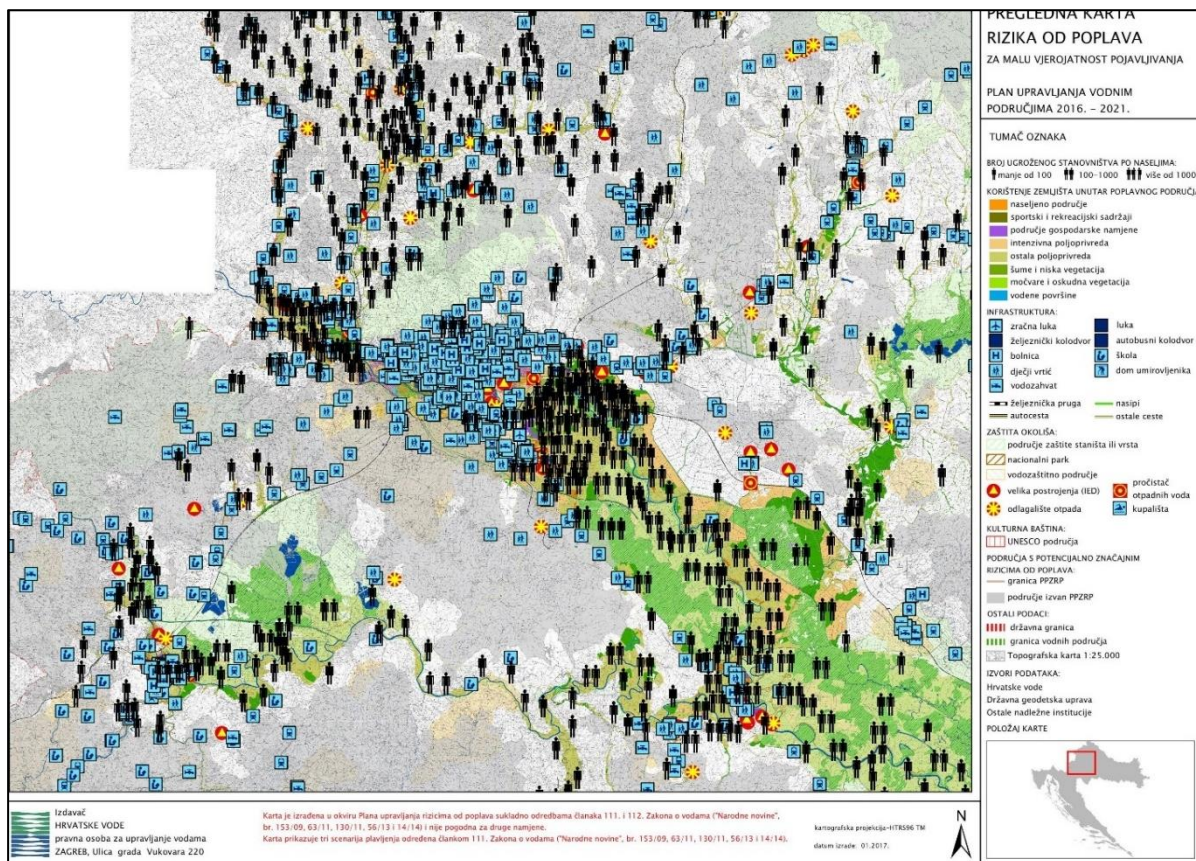 PREGLEDNA KARTA
RIZIKA OD POPLAVA
ZA MALU VJEROJATNOST POJAVLJIVANJA
PLAN UPRAVLJANJA VODNIM
PODRUČJIMA 2016. - 2021.
TUMAČ OZNAKA
BROJ UGROŽENOG STANOVNIŠTVA PO NASELJIMA:
manje od 100 100-1000 više od 1000
KORIŠTENJE ZEMLJIŠTA UNUTAR POPLAVNOG PODRUČJA
naseljeno područje
sportski i rekreacijski sadržaji
područje gospodarske namjene
intenzivna poljoprivreda
ostala poljoprivreda
šume i niska vegetacija
močvare i oskudna vegetacija
vodene površine
INFRASTRUKTURA:
zračna luka luka
željeznički kolodvor autobusni kolodvor
bolnica škola
dječji vrtić dom umirovljenika
vodozahvat
željeznička pruga nasipi
autocesta ostale ceste
ZAŠTITA OKOLIŠA:
područje zaštite staništa ili vrsta
nacionalni park
vodozaštitno područje
velika postrojenja (IED) pročistač otpadnih voda
odlagalište otpada kupališta
KULTURNA BAŠTINA:
UNESCO područja
PODRUČJA S POTENCIJALNO ZNAČAJNIM
RIZICIMA OD POPLAVA:
granica PPZRP
područje izvan PPZRP
OSTALI PODACI:
državna granica
granica vodnih područja
Topografska karta 1:25.000
IZVORI PODATAKA:
Hrvatske vode
Državna geodetska uprava
Ostale nadležne institucije
POLOŽAJ KARTE
Izdavač
HRVATSKE VODE
pravna osoba za upravljanje vodama
ZAGREB, Ulica grada Vukovara 220
Karta je izrađena u okviru Plana upravljanja rizicima od poplava sukladno odredbama članaka 111. i 112. Zakona o vodama ("Narodne novine",
br. 153/09, 63/11, 130/11, 56/13 i 14/14) i nije pogodna za druge namjene.
Karta prikazuje tri scenarija plavljenja određena člankom 111. Zakona o vodama ("Narodne novine", br. 153/09, 63/11, 130/11, 56/13 i 14/14).
N
kartografska projekcija-HTRS96 TM
datum izrade: 01.2017.